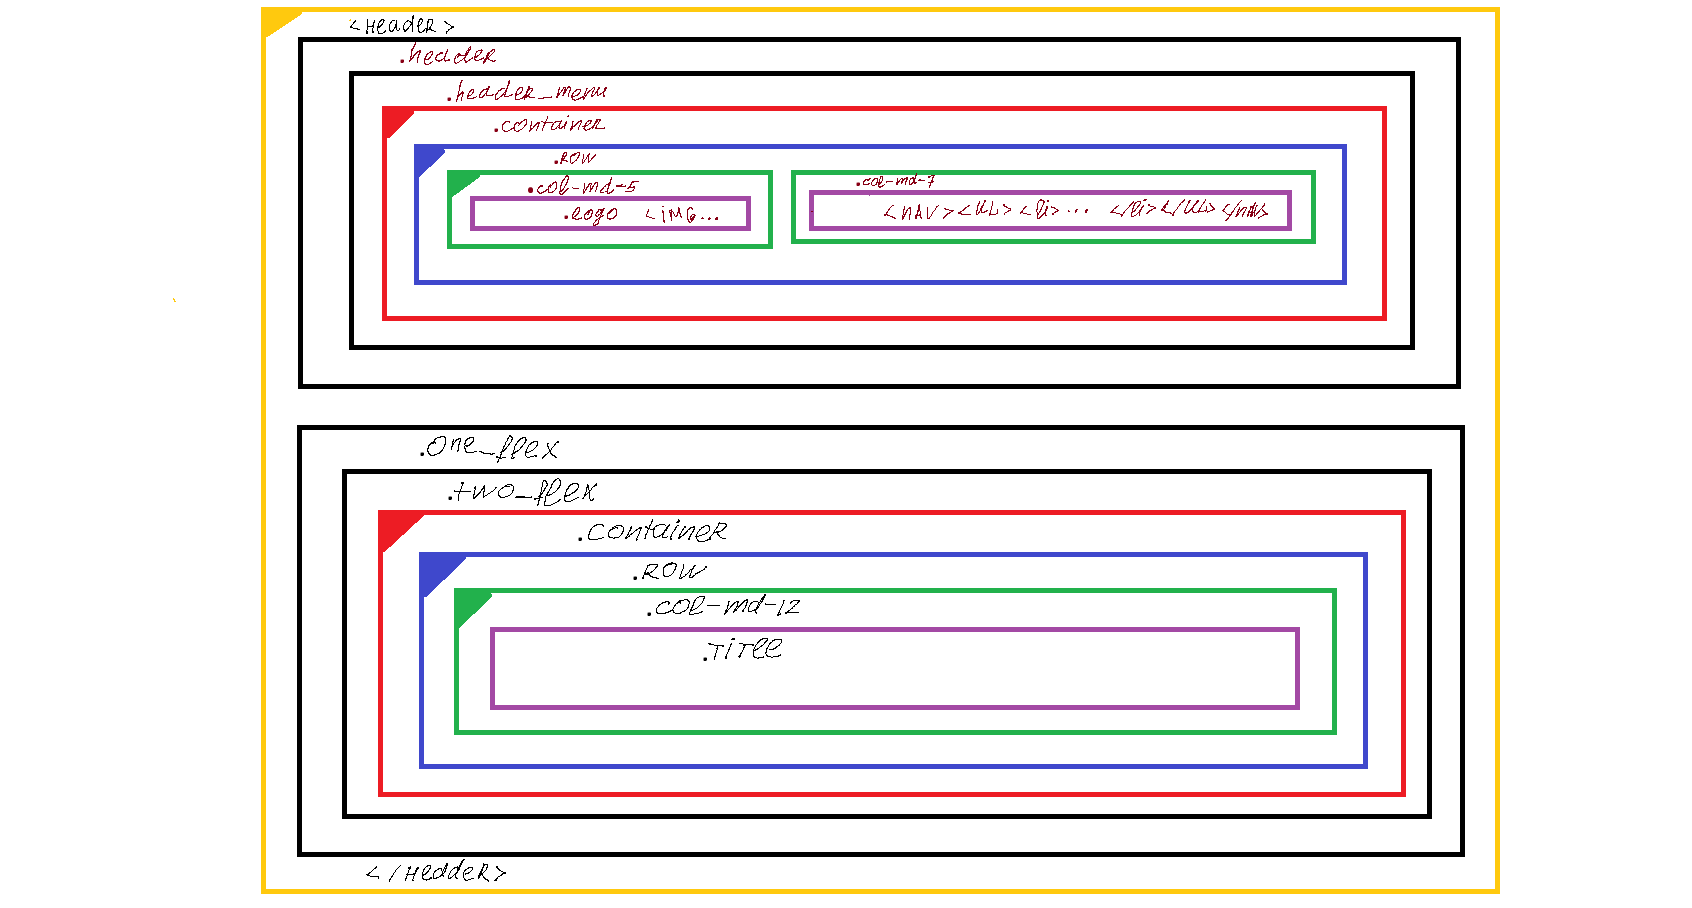 <Header>
.header
.header_menu
.container
.row
.col-md-5
.logo <iMG...
.col-md-7
<nAV><UL><li>... </li></UL></nAV>
.one_flex
.two_flex
.container
.ROW
.col-md-12
.TiTle
</Hedder>